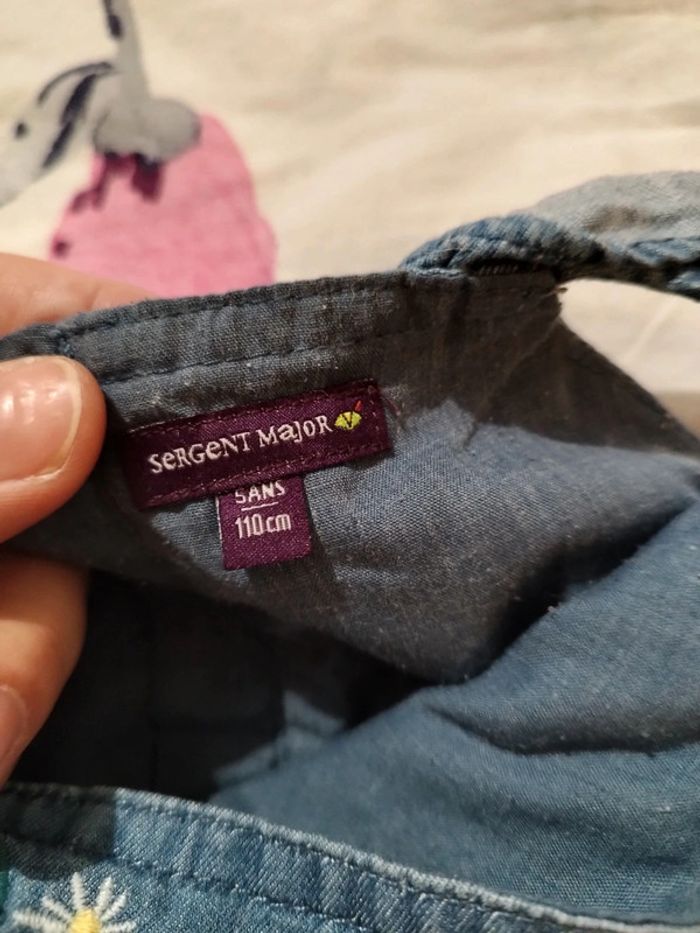 SeRGeNT MajoR
5ANS
110cm